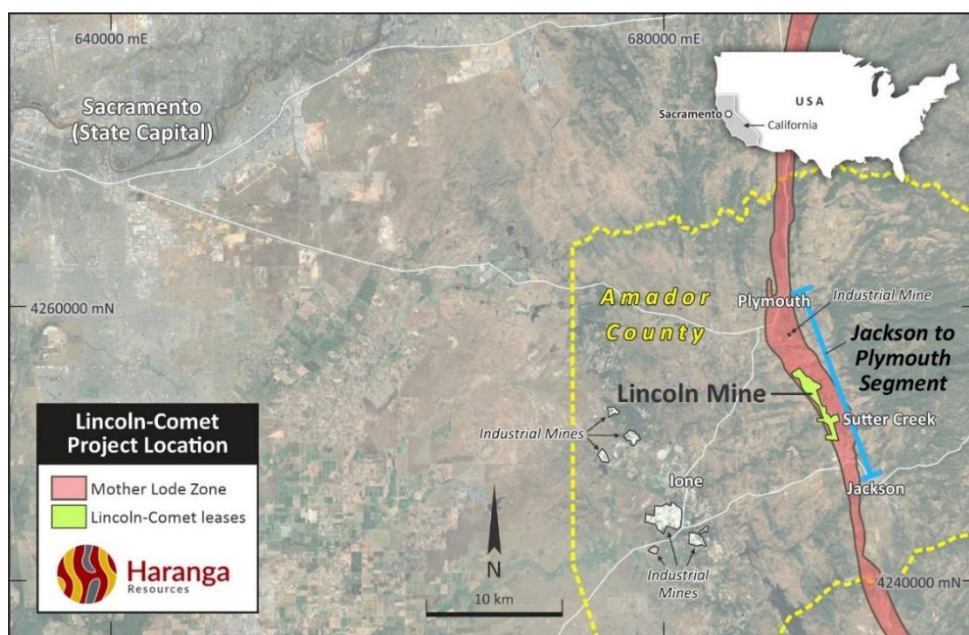 640000 mE
680000 mE
Sacramento
(State Capital)
USA
Sacramento
California
4260000 mN
Amador
County
Plymouth
Industrial Mine
Jackson to
Plymouth
Segment
Lincoln Mine
Sutter Creek
Industrial Mines
Ione
Jackson
Industrial
Mines
4240000 mN
Lincoln-Comet
Project Location
Mother Lode Zone
Lincoln-Comet leases
Haranga
Resources
N
10 km